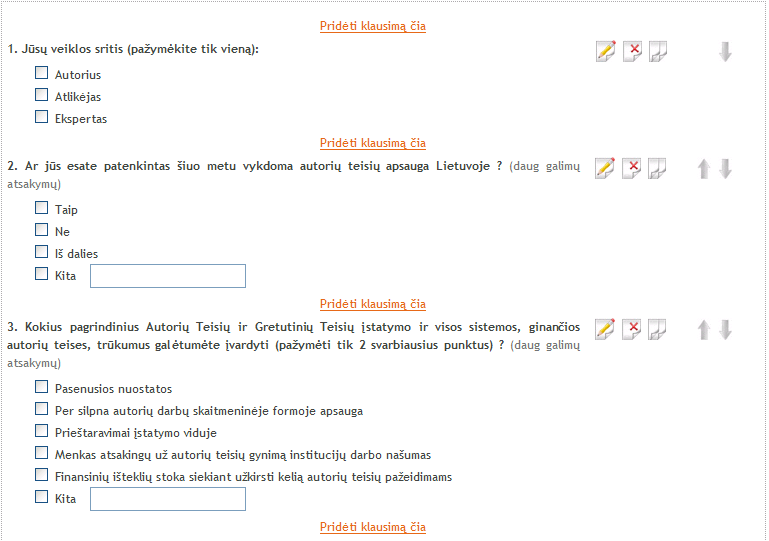 Pridėti klausimą čia
1. Jūsų veiklos sritis (pažymėkite tik vieną):
Autorius
Atlikėjas
Ekspertas
Pridėti klausimą čia
2. Ar jūs esate patenkintas šiuo metu vykdoma autorių teisių apsauga Lietuvoje ? (daug galimų
atsakymų)
Taip
Ne
Iš dalies
Kita
Pridėti klausimą čia
3. Kokius pagrindinius Autorių Teisių ir Gretutinių Teisių įstatymo ir visos sistemos, ginančios
autorių teises, trūkumus galėtumėte įvardyti (pažymėti tik 2 svarbiausius punktus) ? (daug galimų
atsakymų)
Pasenusios nuostatos
Per silpna autorių darbų skaitmeninėje formoje apsauga
Prieštaravimai įstatymo viduje
Menkas atsakingų už autorių teisių gynimą institucijų darbo našumas
Finansinių išteklių stoka siekiant užkirsti kelią autorių teisių pažeidimams
Kita
Pridėti klausimą čia